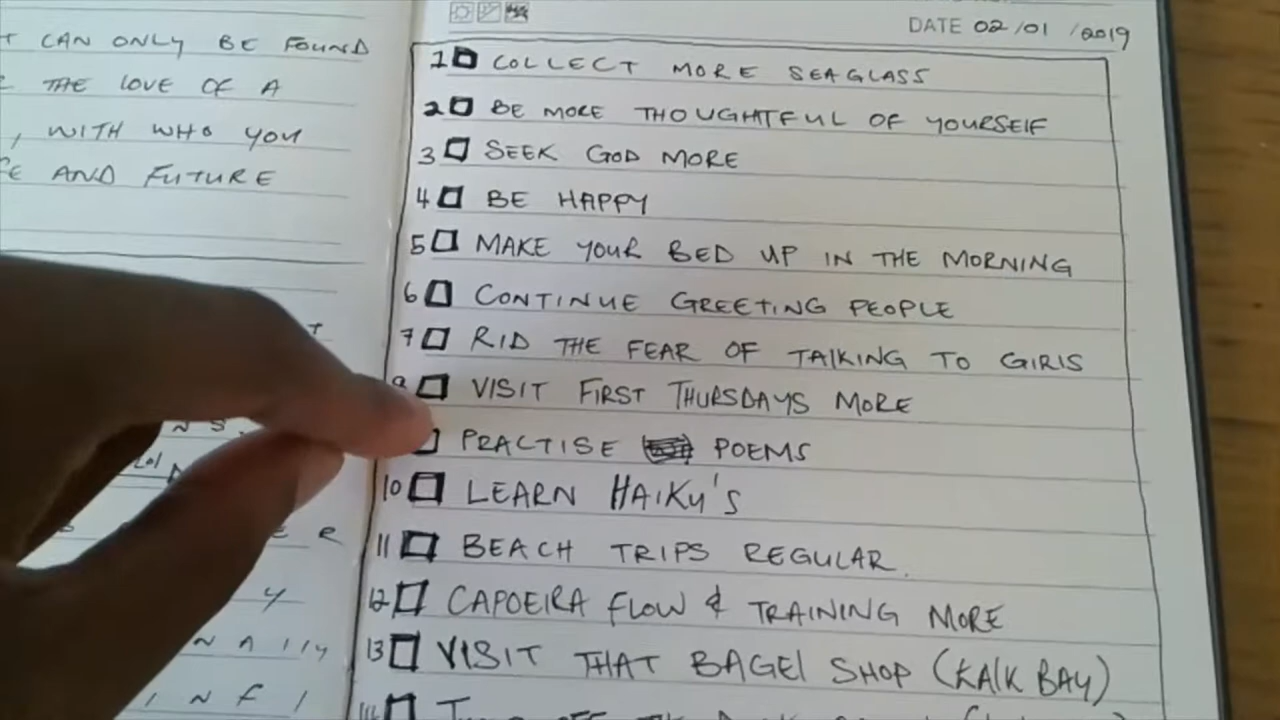 CAN ONLY BE FOUND
THE LOVE OF A
, WITH WHO YOU
AND FUTURE
DATE 02/01/2019
1 COLLECT MORE SEAGLASS
2 BE MORE THOUGHTFUL OF YOURSELF
3 SEEK GOD MORE
4 BE HAPPY
5 MAKE YOUR BED UP IN THE MORNING
6 CONTINUE GREETING PEOPLE
7 RID THE FEAR OF TALKING TO GIRLS
VISIT FIRST THURSDAYS MORE
PRACTISE POEMS
10 LEARN HAIKU'S
11 BEACH TRIPS REGULAR.
12 CAPOEIRA FLOW & TRAINING MORE
13 VISIT THAT BAGEL SHOP (KALK BAY)